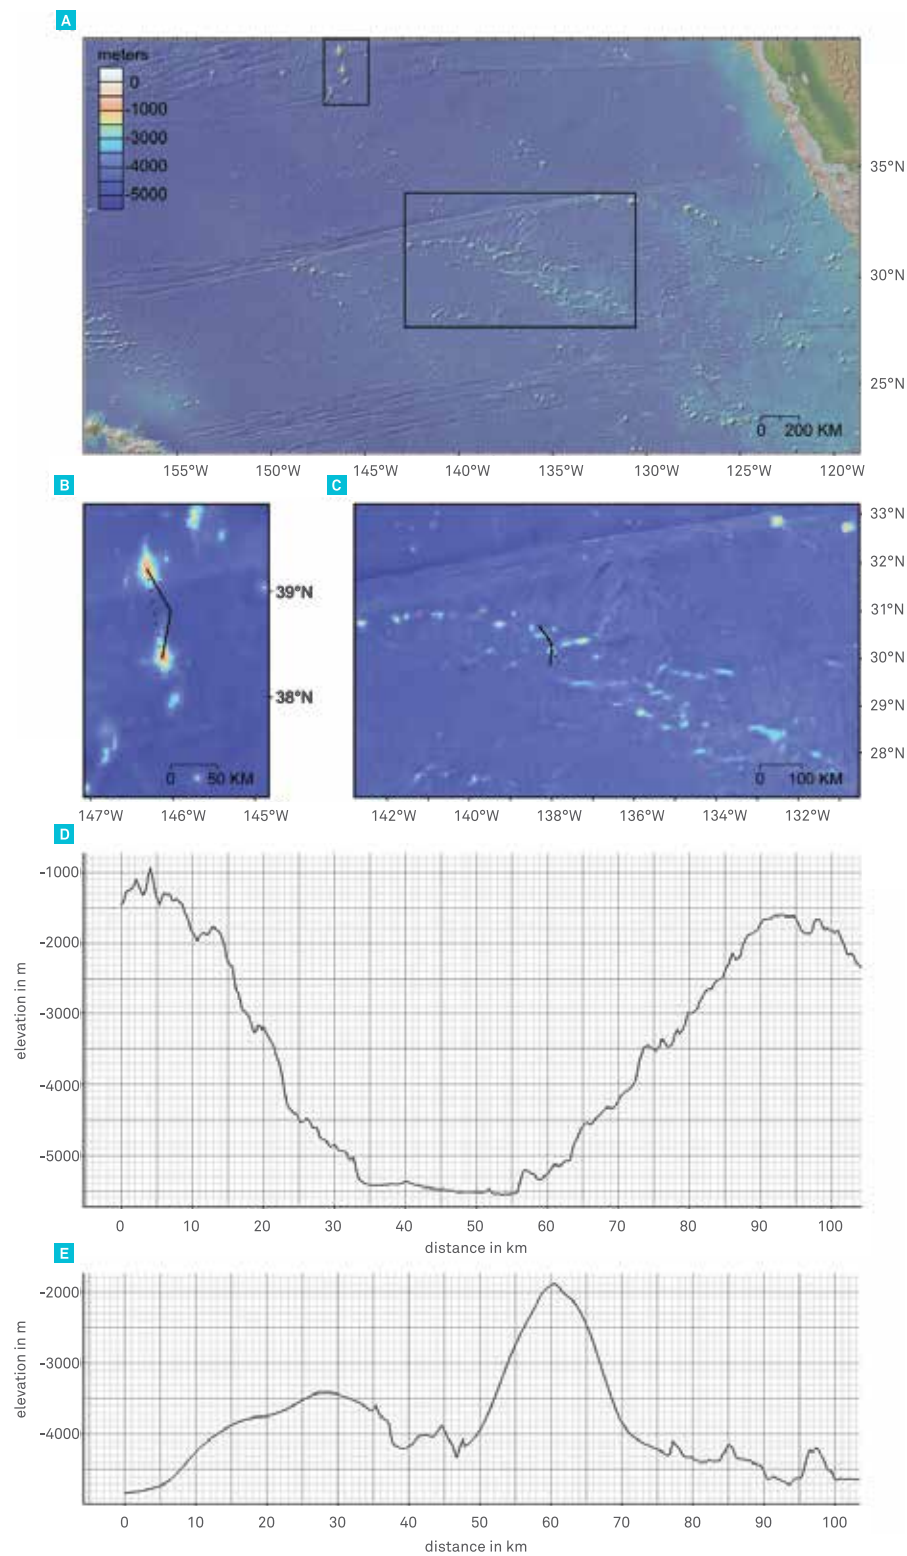 A
meters
0
-1000
-3000
-4000
-5000
35°N
30°N
25°N
0 200 KM
155°W 150°W 145°W 140°W 135°W 130°W 125°W 120°W
B
C
39°N
38°N
0 50 KM
147°W 146°W 145°W
33°N
32°N
31°N
30°N
29°N
28°N
0 100 KM
142°W 140°W 138°W 136°W 134°W 132°W
D
-1000
-2000
-3000
-4000
-5000
elevation in m
0 10 20 30 40 50 60 70 80 90 100
distance in km
E
-2000
-3000
-4000
elevation in m
0 10 20 30 40 50 60 70 80 90 100
distance in km